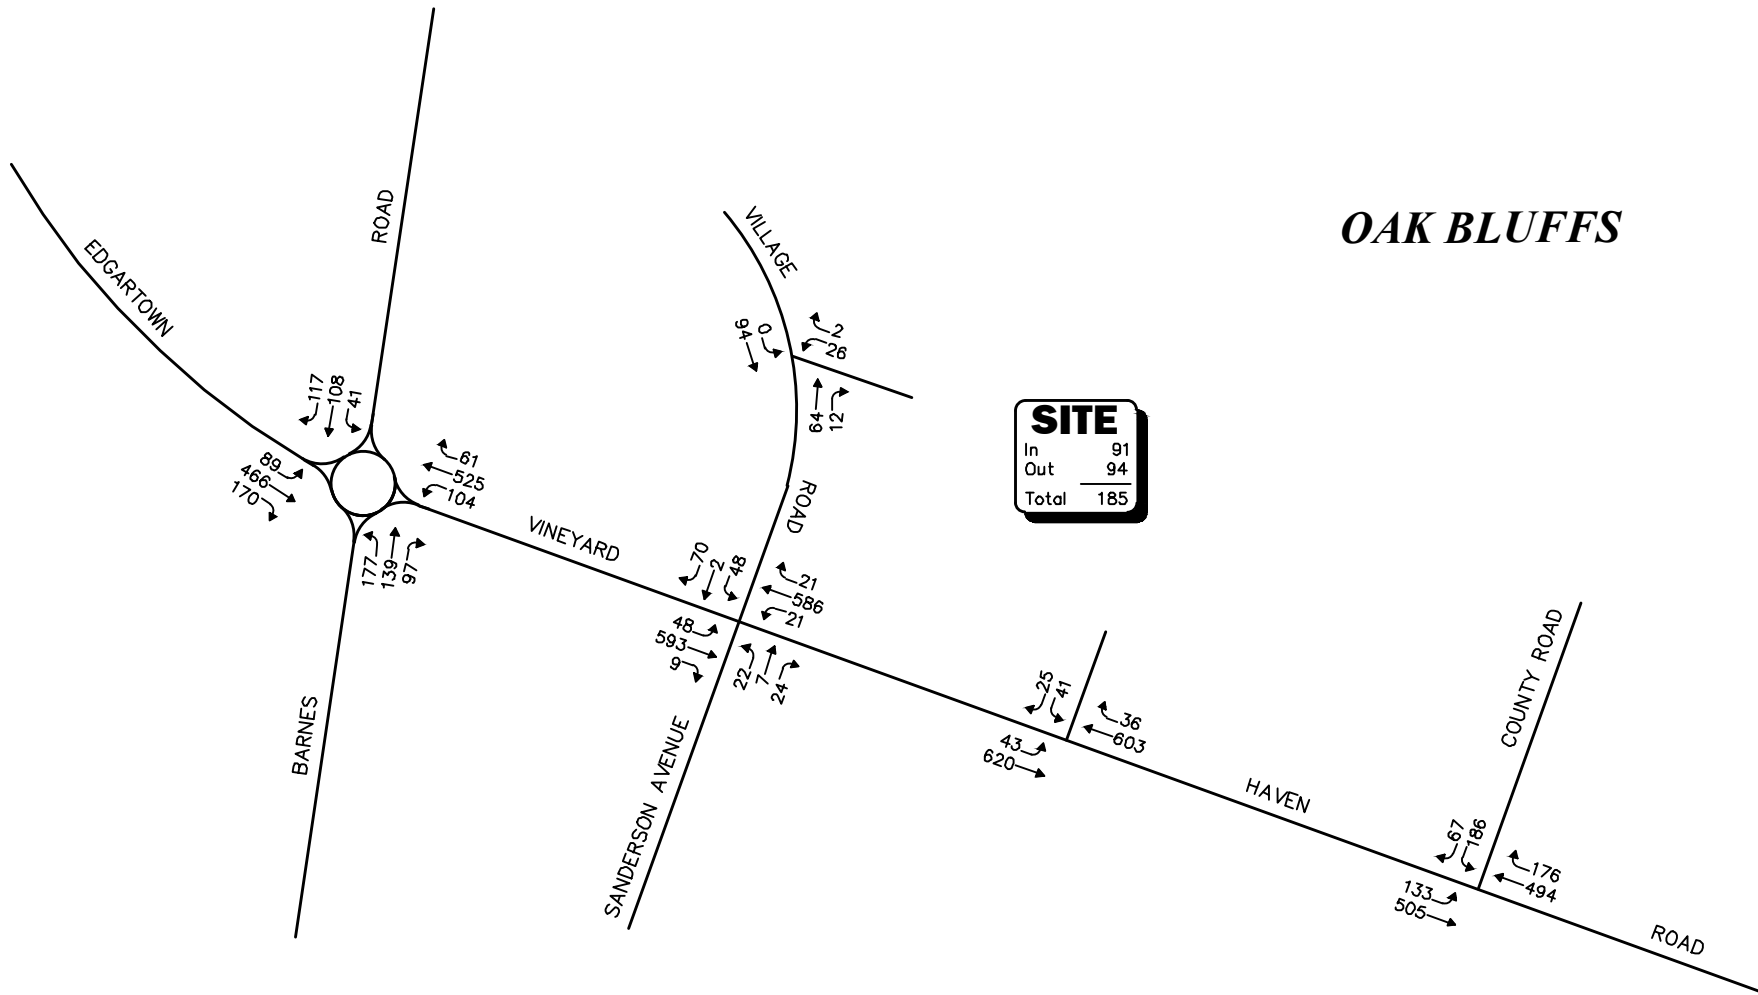 OAK BLUFFS
ROAD
EDGARTOWN
VILLAGE
94
0
2
26
64
12
117
108
41
89
466
170
61
525
104
177
139
97
SITE
In 91
Out 94
Total 185
VINEYARD
ROAD
70
2
48
21
586
21
48
593
9
22
7
24
BARNES
SANDERSON AVENUE
25
41
36
603
43
620
COUNTY ROAD
HAVEN
67
186
176
494
133
505
ROAD